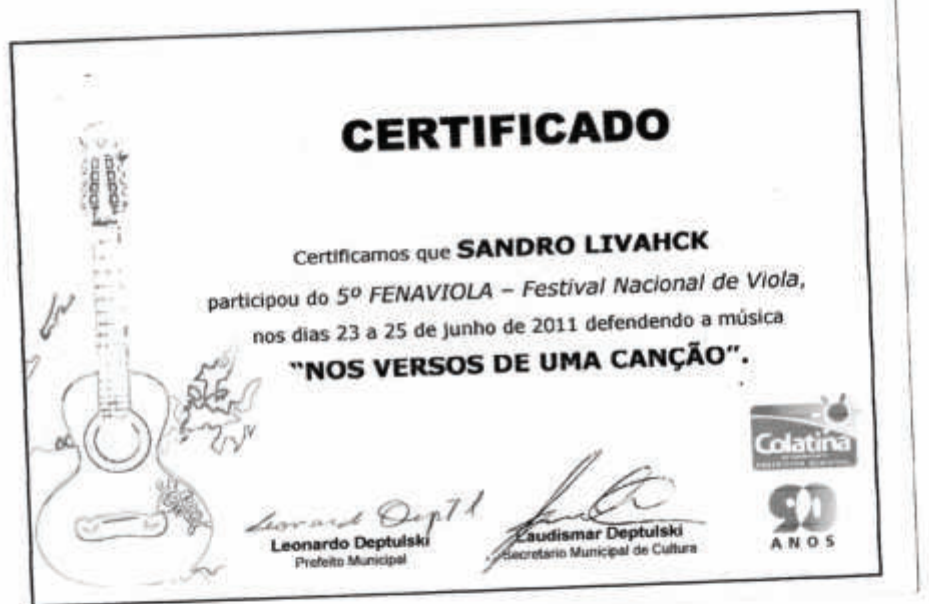 CERTIFICADO
Certificamos que SANDRO LIVAHCK
participou do 5º FENAVIOLA – Festival Nacional de Viola,
nos dias 23 a 25 de junho de 2011 defendendo a música
"NOS VERSOS DE UMA CANÇÃO".
Colatina
Leonardo Deptulski
Prefeito Municipal
Laudismar Deptulski
Secretário Municipal de Cultura
90
ANOS